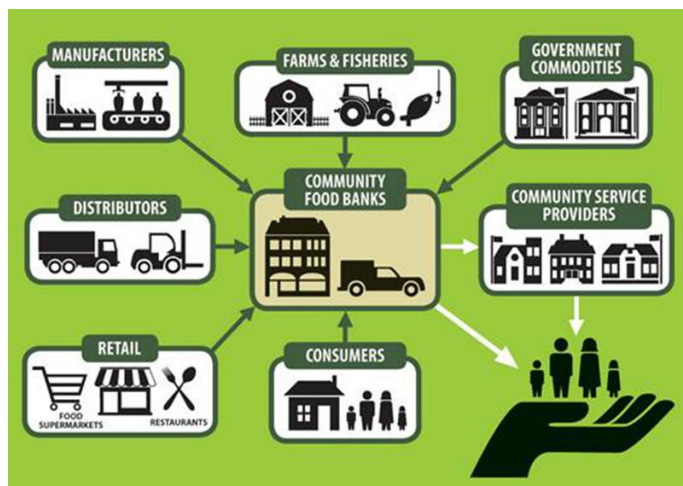 MANUFACTURERS
FARMS & FISHERIES
GOVERNMENT
COMMODITIES
DISTRIBUTORS
COMMUNITY
FOOD BANKS
COMMUNITY SERVICE
PROVIDERS
RETAIL
FOOD
SUPERMARKETS
RESTAURANTS
CONSUMERS